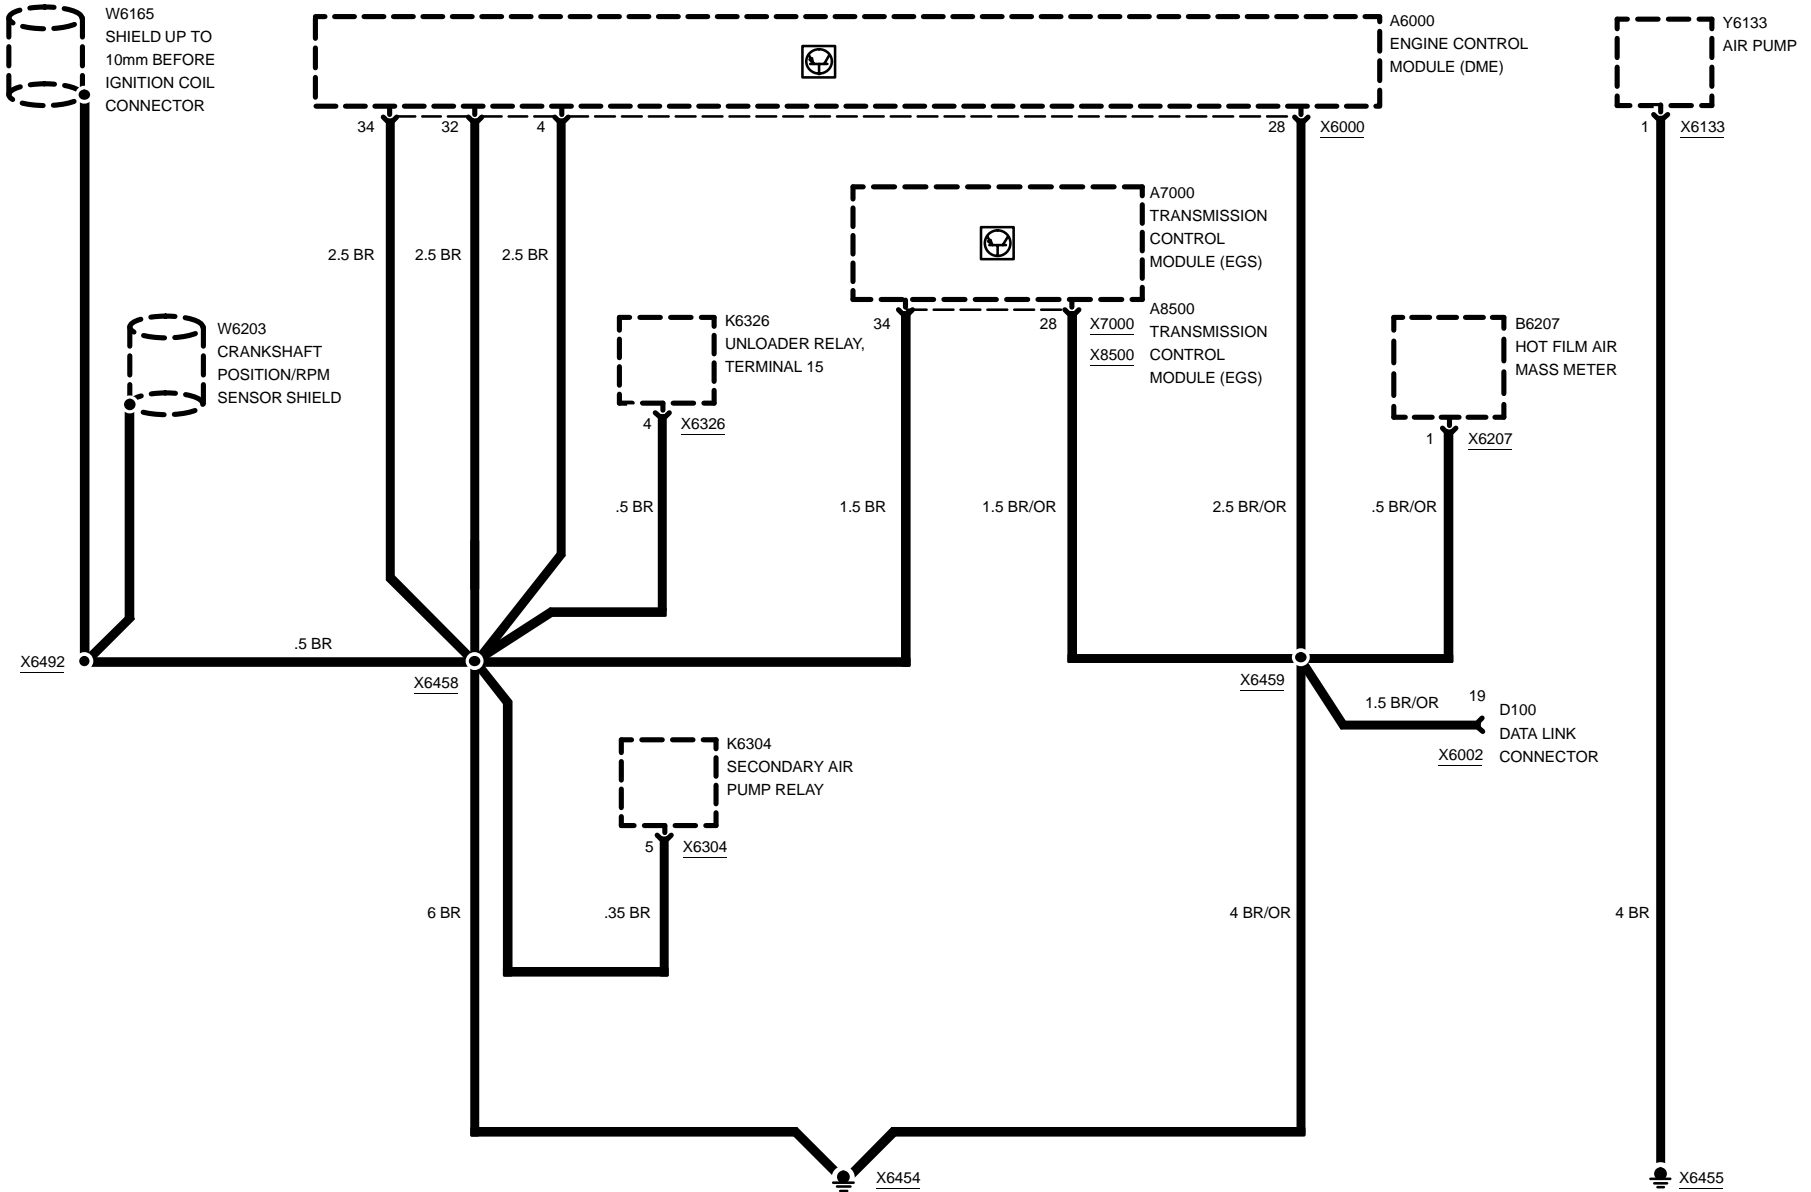 W6165
SHIELD UP TO
10mm BEFORE
IGNITION COIL
CONNECTOR
A6000
ENGINE CONTROL
MODULE (DME)
Y6133
AIR PUMP
34
32
4
28
X6000
1
X6133
A7000
TRANSMISSION
CONTROL
MODULE (EGS)
2.5 BR
2.5 BR
2.5 BR
W6203
CRANKSHAFT
POSITION/RPM
SENSOR SHIELD
K6326
UNLOADER RELAY,
TERMINAL 15
34
28
X7000
X8500
A8500
TRANSMISSION
CONTROL
MODULE (EGS)
B6207
HOT FILM AIR
MASS METER
4
X6326
1
X6207
.5 BR
1.5 BR
1.5 BR/OR
2.5 BR/OR
.5 BR/OR
X6492
.5 BR
X6458
X6459
1.5 BR/OR
19
D100
DATA LINK
CONNECTOR
X6002
K6304
SECONDARY AIR
PUMP RELAY
5
X6304
6 BR
.35 BR
4 BR/OR
4 BR
X6454
X6455